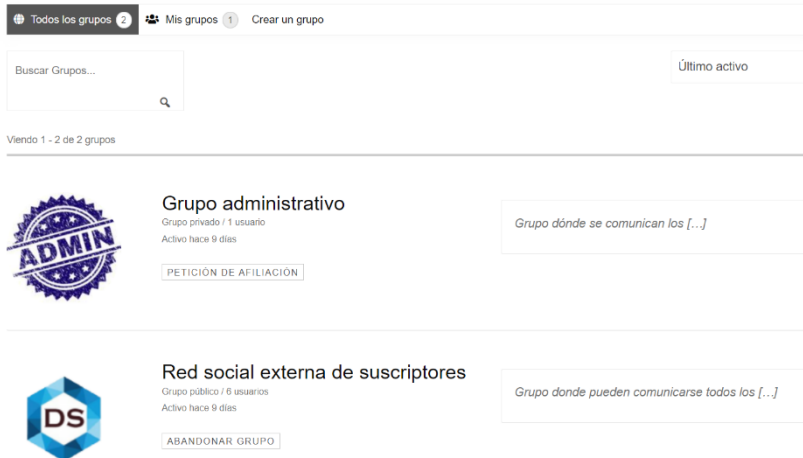 Todos los grupos 2 Mis grupos 1 Crear un grupo
Buscar Grupos...
Último activo
Viendo 1 - 2 de 2 grupos
ADMIN
Grupo administrativo
Grupo privado / 1 usuario
Activo hace 9 días
PETICIÓN DE AFILIACIÓN
Grupo dónde se comunican los […]
DS
Red social externa de suscriptores
Grupo público / 6 usuarios
Activo hace 9 días
ABANDONAR GRUPO
Grupo donde pueden comunicarse todos los […]